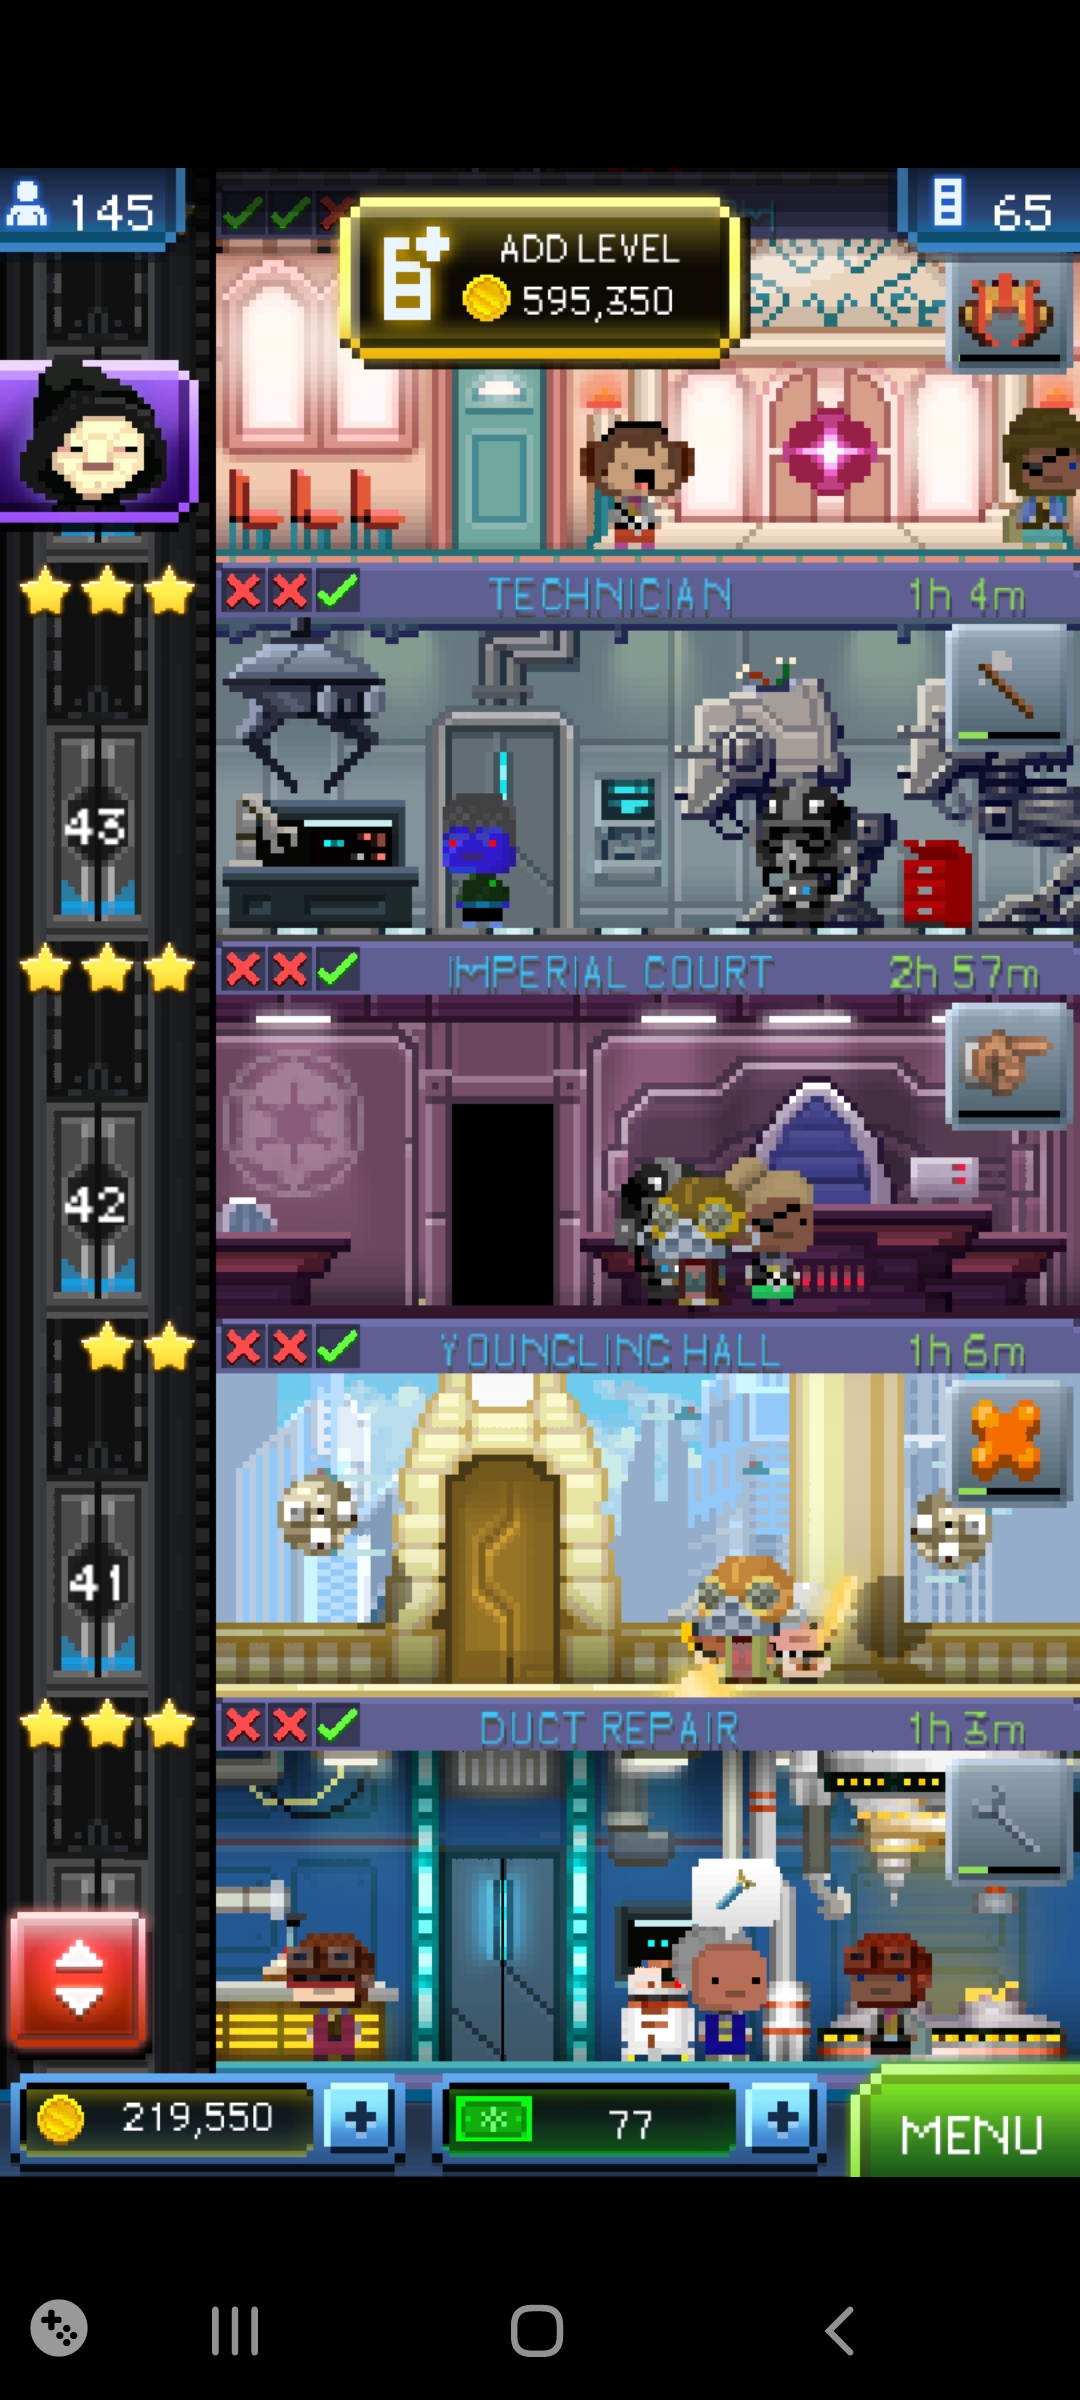 145
ADD LEVEL
595,350
65
TECHNICIAN
1h 4m
43
IMPERIAL COURT
2h 57m
42
YOUNGLING HALL
1h 6m
41
DUCT REPAIR
1h 3m
219,550
77
MENU